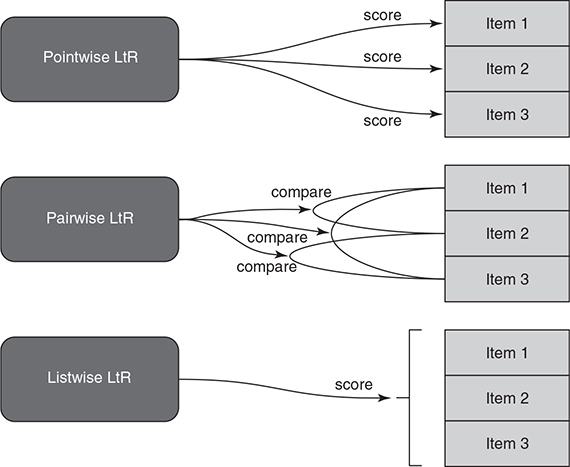 Pointwise LtR
score
score
score
Item 1
Item 2
Item 3
Pairwise LtR
compare
compare
compare
Item 1
Item 2
Item 3
Listwise LtR
score
Item 1
Item 2
Item 3